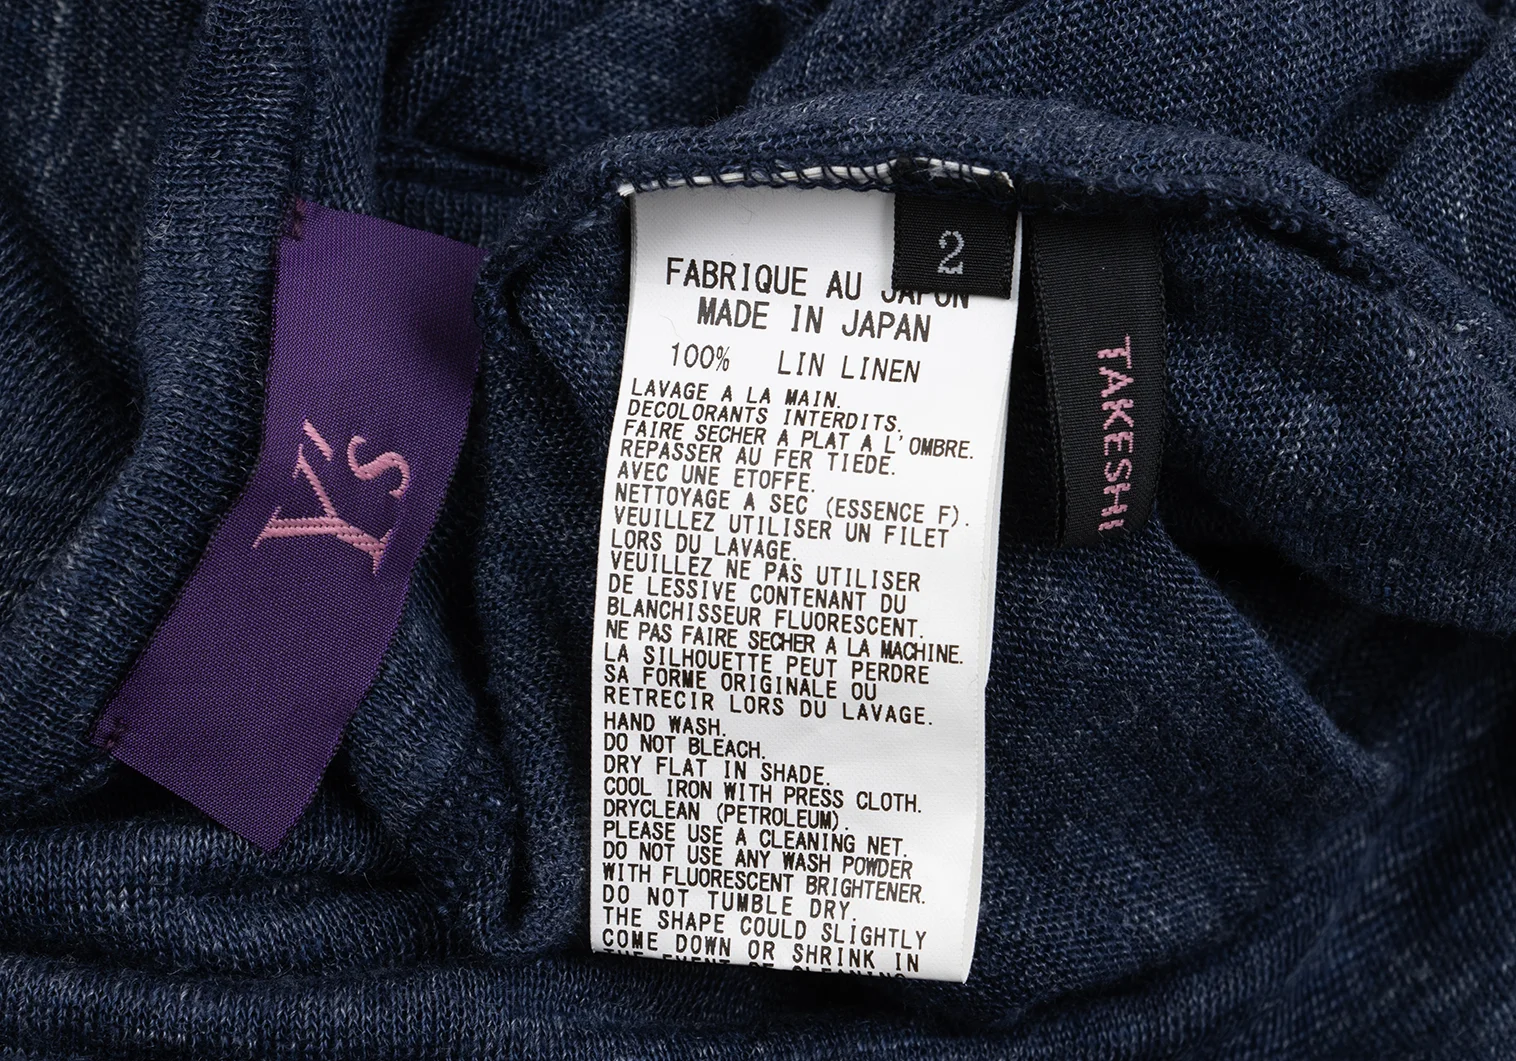 Y's
2
FABRIQUE AU JAPON
MADE IN JAPAN
100% LIN LINEN
LAVAGE A LA MAIN.
DECOLORANTS INTERDITS.
FAIRE SECHER A PLAT A L'OMBRE.
REPASSER AU FER TIEDE.
AVEC UNE ETOFFE.
NETTOYAGE A SEC (ESSENCE F).
VEUILLEZ UTILISER UN FILET
LORS DU LAVAGE.
VEUILLEZ NE PAS UTILISER
DE LESSIVE CONTENANT DU
BLANCHISSEUR FLUORESCENT.
NE PAS FAIRE SECHER A LA MACHINE.
LA SILHOUETTE PEUT PERDRE
SA FORME ORIGINALE OU
RETRECIR LORS DU LAVAGE.
HAND WASH.
DO NOT BLEACH.
DRY FLAT IN SHADE.
COOL IRON WITH PRESS CLOTH.
DRYCLEAN (PETROLEUM).
PLEASE USE A CLEANING NET.
DO NOT USE ANY WASH POWDER
WITH FLUORESCENT BRIGHTENER.
DO NOT TUMBLE DRY.
THE SHAPE COULD SLIGHTLY
COME DOWN OR SHRINK IN
THE EVENT OF CLEANING
TAKESHI